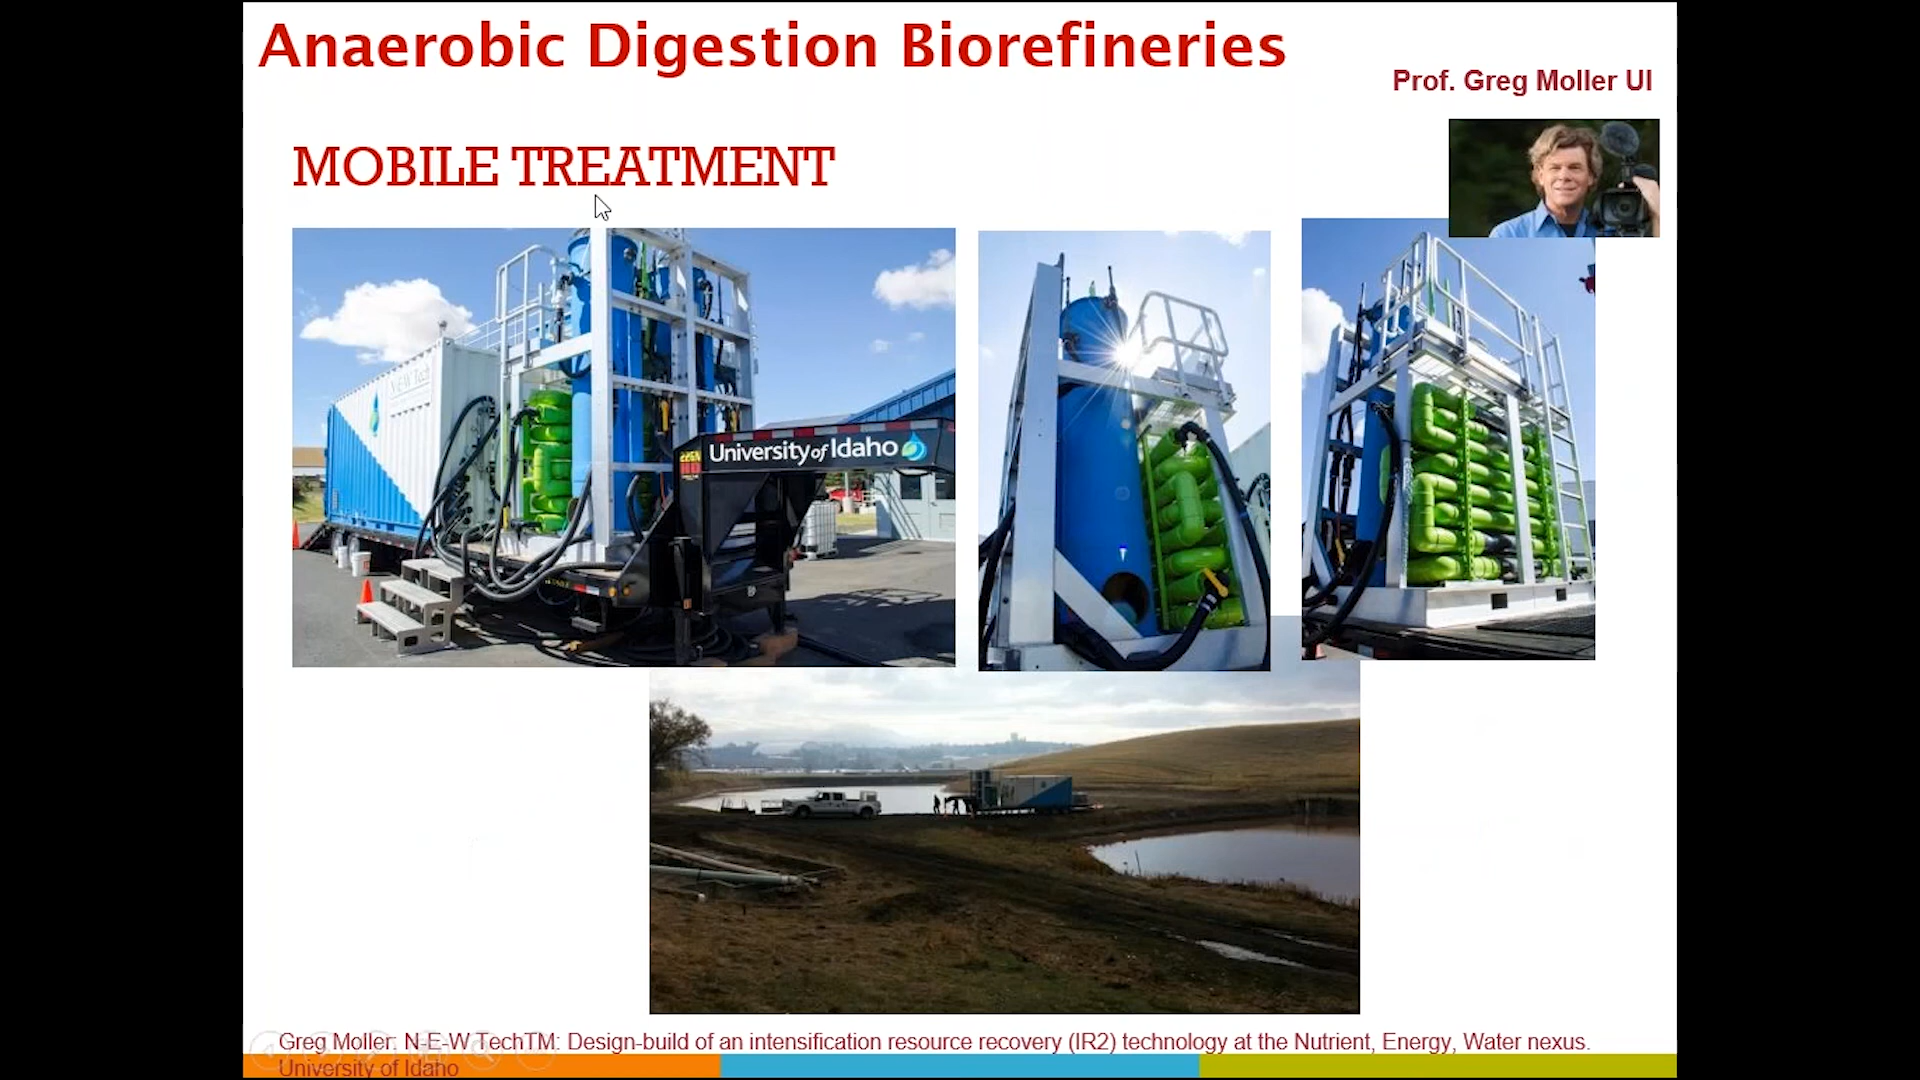 Anaerobic Digestion Biorefineries
Prof. Greg Moller UI
MOBILE TREATMENT
N-E-W Tech
University of Idaho
Greg Moller: N-E-W TechTM: Design-build of an intensification resource recovery (IR2) technology at the Nutrient, Energy, Water nexus.
University of Idaho